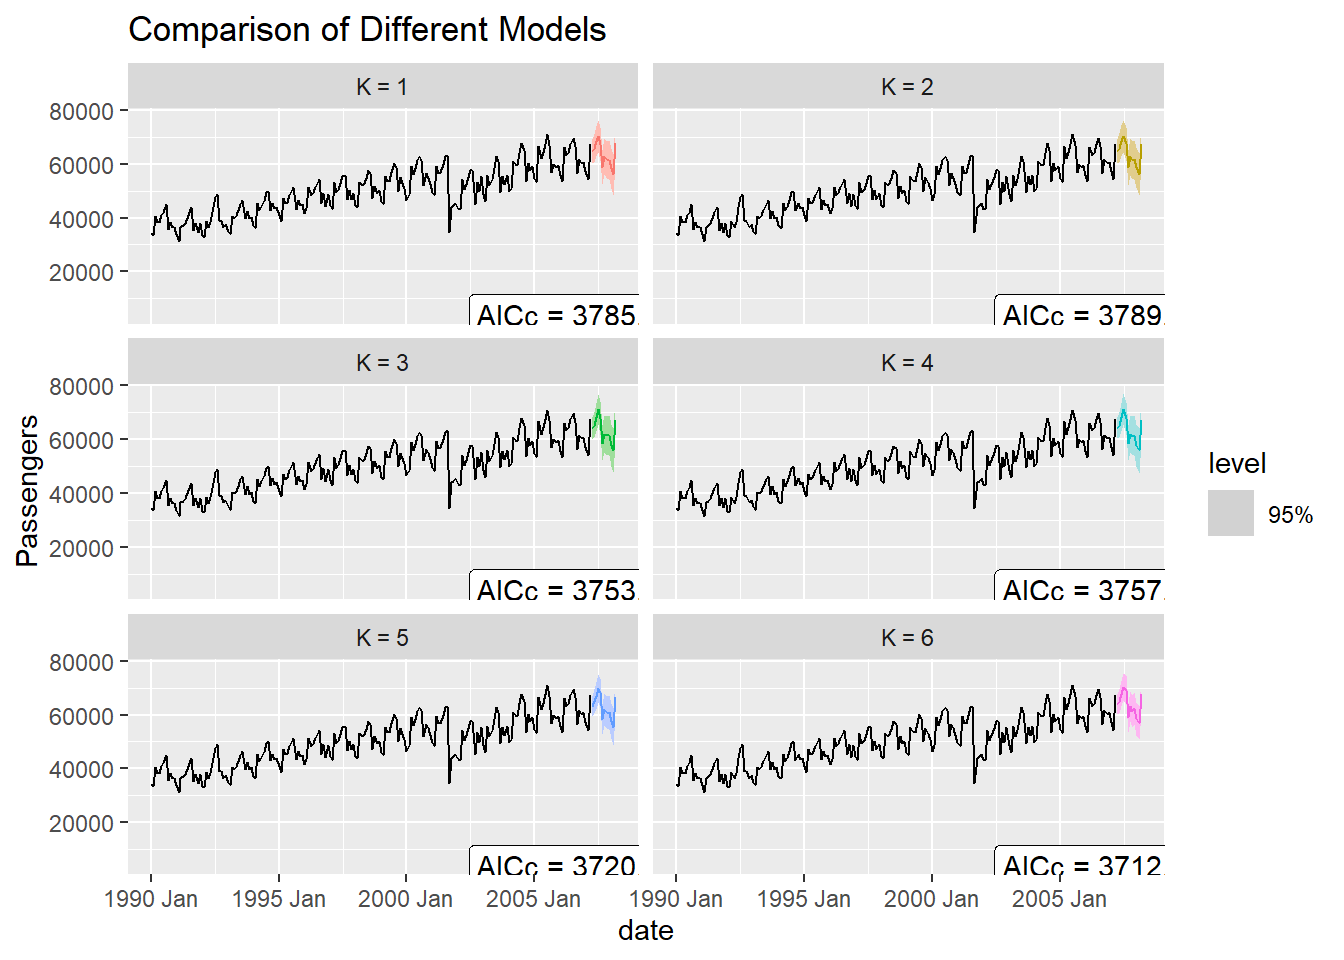 Comparison of Different Models
K = 1
K = 2
80000
60000
40000
20000
AICc = 3785.
AICc = 3789.
K = 3
K = 4
80000
60000
40000
20000
AICc = 3753.
AICc = 3757.
K = 5
K = 6
80000
60000
40000
20000
AICc = 3720.
AICc = 3712.
1990 Jan
1995 Jan
2000 Jan
2005 Jan
1990 Jan
1995 Jan
2000 Jan
2005 Jan
date
Passengers
level
95%